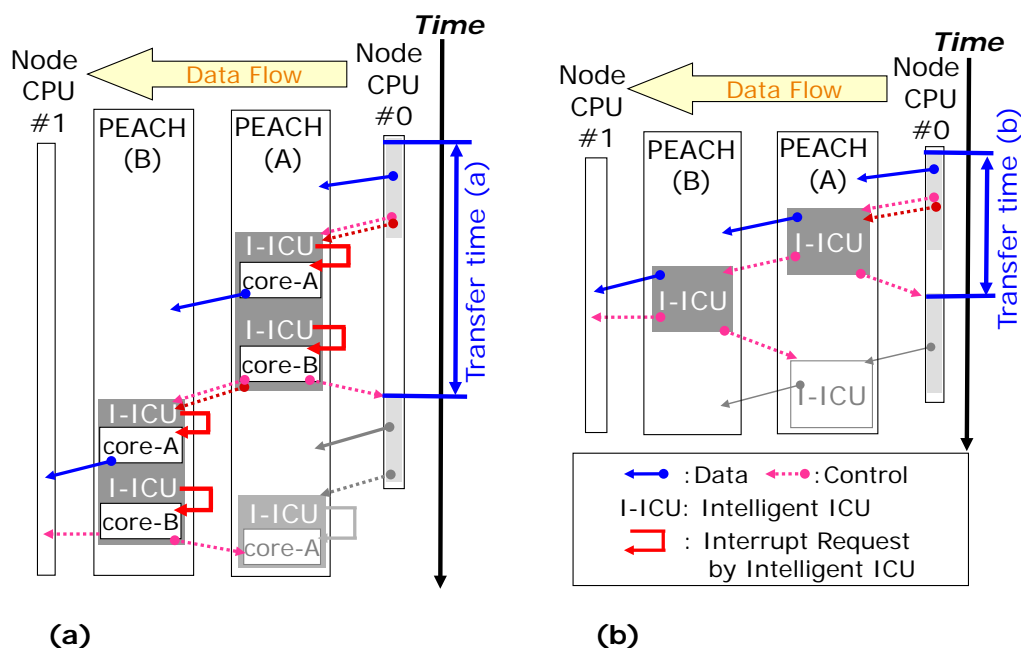 Time
Node
CPU
#1
Data Flow
Node
CPU
#0
PEACH
(B)
PEACH
(A)
Transfer time (a)
I-ICU
core-A
I-ICU
core-B
I-ICU
core-A
I-ICU
core-B
I-ICU
core-A
(a)
Time
Node
CPU
#1
Data Flow
Node
CPU
#0
PEACH
(B)
PEACH
(A)
Transfer time (b)
I-ICU
I-ICU
I-ICU
: Data : Control
I-ICU: Intelligent ICU
: Interrupt Request
by Intelligent ICU
(b)